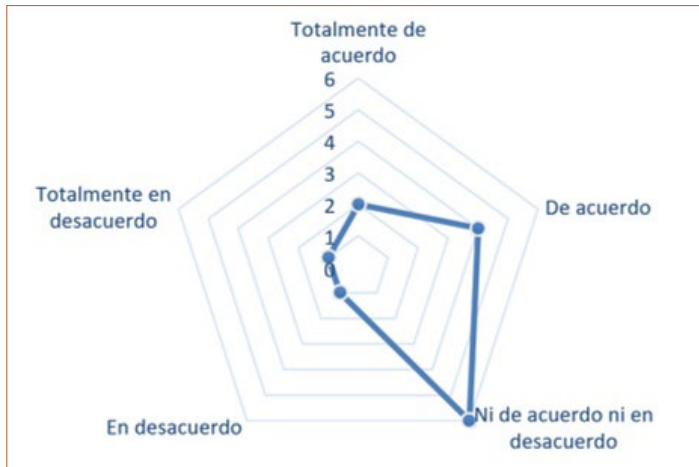 Totalmente de
acuerdo
6
5
4
3
2
1
0
Totalmente en
desacuerdo
De acuerdo
En desacuerdo
Ni de acuerdo ni en
desacuerdo